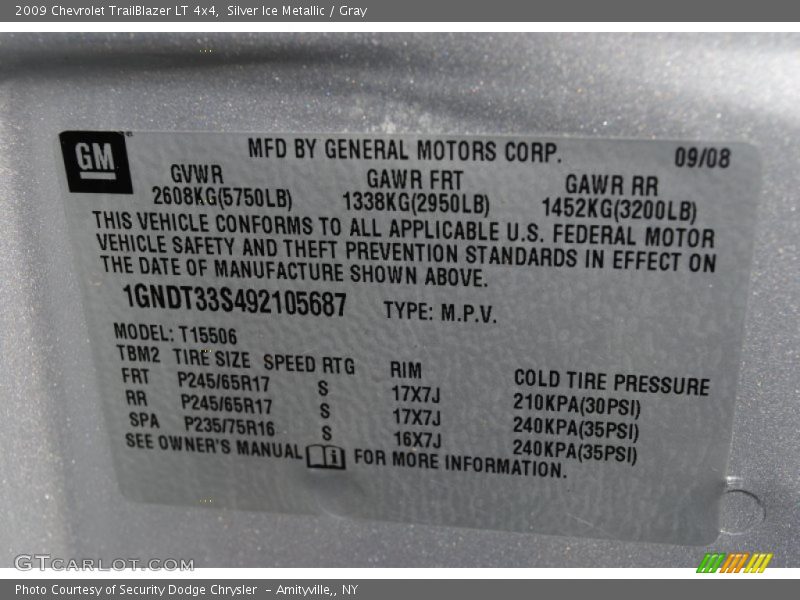 2009 Chevrolet TrailBlazer LT 4x4, Silver Ice Metallic / Gray
GM
MFD BY GENERAL MOTORS CORP. 09/08
GVWR GAWR FRT GAWR RR
2608KG(5750LB) 1338KG(2950LB) 1452KG(3200LB)
THIS VEHICLE CONFORMS TO ALL APPLICABLE U.S. FEDERAL MOTOR
VEHICLE SAFETY AND THEFT PREVENTION STANDARDS IN EFFECT ON
THE DATE OF MANUFACTURE SHOWN ABOVE.
1GNDT33S492105687 TYPE: M.P.V.
MODEL: T15506
TBM2 TIRE SIZE SPEED RTG RIM COLD TIRE PRESSURE
FRT P245/65R17 S 17X7J 210KPA(30PSI)
RR P245/65R17 S 17X7J 240KPA(35PSI)
SPA P235/75R16 S 16X7J 240KPA(35PSI)
SEE OWNER'S MANUAL i FOR MORE INFORMATION.
GTCarLot.com
Photo Courtesy of Security Dodge Chrysler - Amityville,, NY